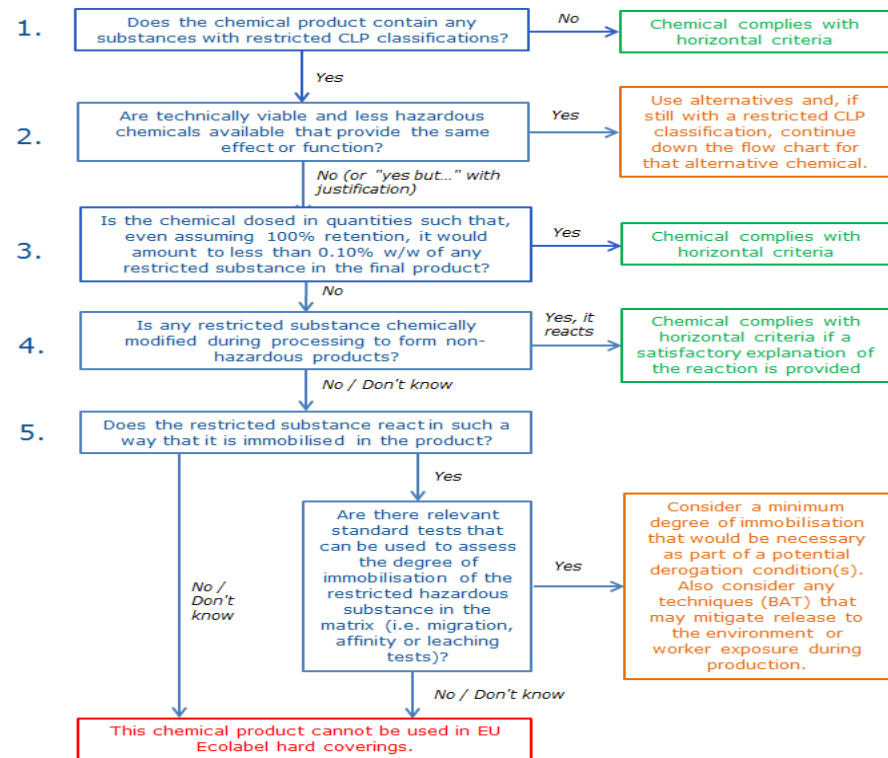 1.
Does the chemical product contain any
substances with restricted CLP classifications?
No
Chemical complies with
horizontal criteria
Yes
2.
Are technically viable and less hazardous
chemicals available that provide the same
effect or function?
Yes
Use alternatives and, if
still with a restricted CLP
classification, continue
down the flow chart for
that alternative chemical.
No (or "yes but..." with
justification)
3.
Is the chemical dosed in quantities such that,
even assuming 100% retention, it would
amount to less than 0.10% w/w of any
restricted substance in the final product?
Yes
Chemical complies with
horizontal criteria
No
4.
Is any restricted substance chemically
modified during processing to form non-
hazardous products?
Yes, it
reacts
Chemical complies with
horizontal criteria if a
satisfactory explanation of
the reaction is provided
No / Don't know
5.
Does the restricted substance react in such a
way that it is immobilised in the product?
Yes
No /
Don't
know
Are there relevant
standard tests that
can be used to assess
the degree of
immobilisation of the
restricted hazardous
substance in the
matrix (i.e. migration,
affinity or leaching
tests)?
Yes
Consider a minimum
degree of immobilisation
that would be necessary
as part of a potential
derogation condition(s).
Also consider any
techniques (BAT) that
may mitigate release to
the environment or
worker exposure during
production.
No / Don't know
This chemical product cannot be used in EU
Ecolabel hard coverings.